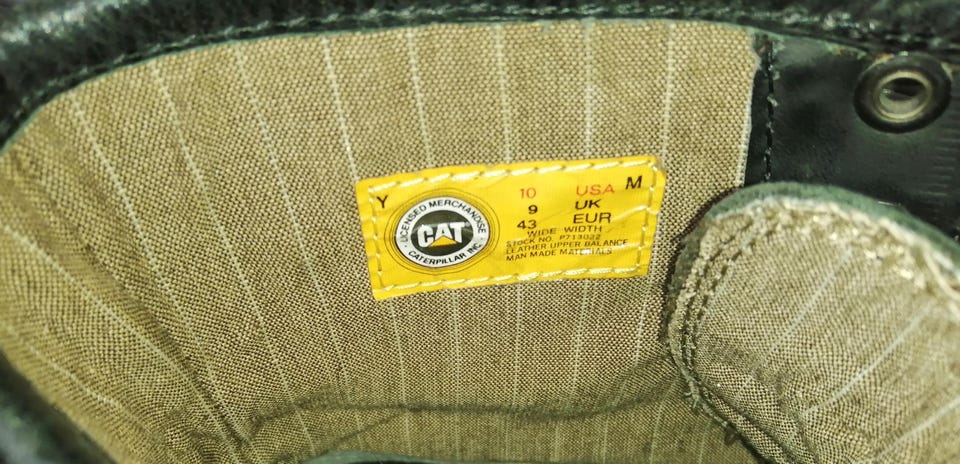 Y
LICENSED MERCHANDISE
CAT
CATERPILLAR INC.
10 USA M
9 UK
43 EUR
WIDE WIDTH
STOCK NO. P713022
LEATHER UPPER BALANCE
MAN MADE MATERIALS